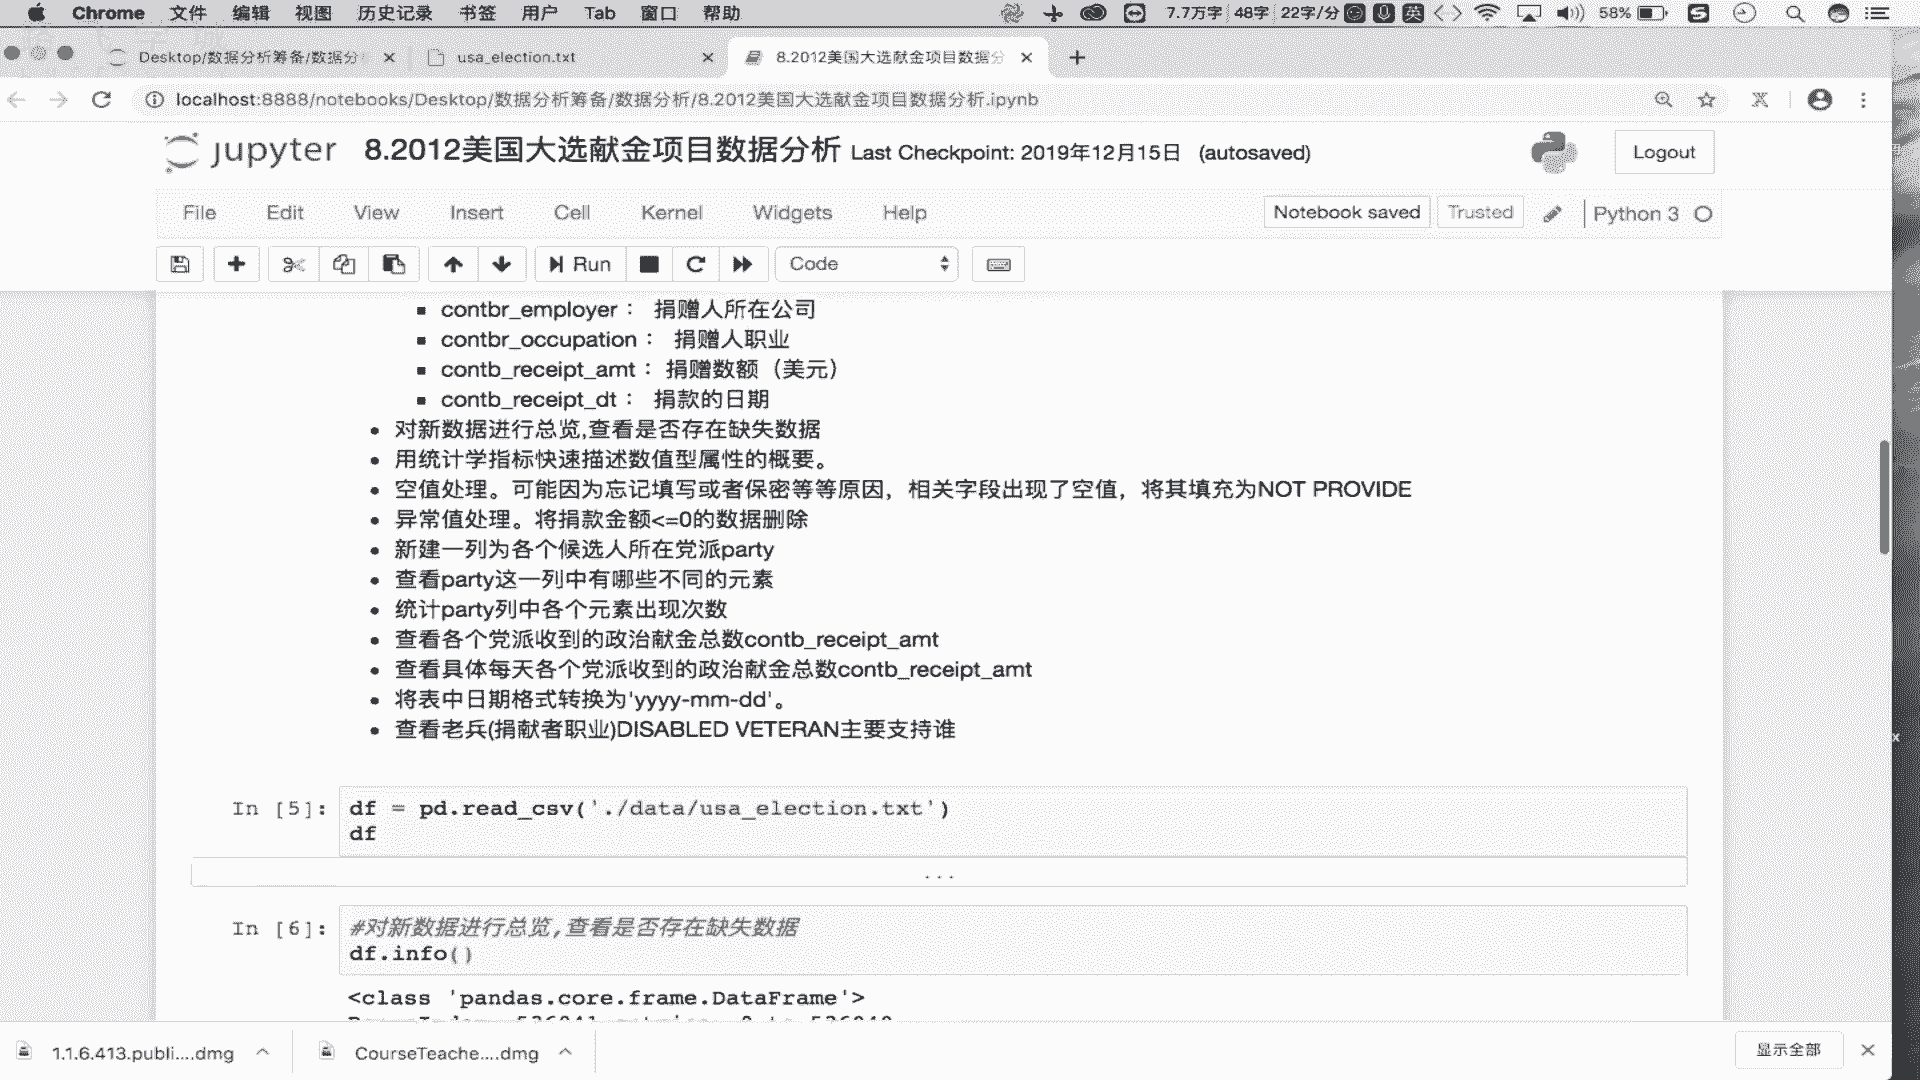 Chrome 文件 编辑 视图 历史记录 书签 用户 Tab 窗口 帮助 7.7万字 48字 22字/分 英 58%
Desktop/数据分析筹备/数据分 usa_election.txt 8.2012美国大选献金项目数据分
localhost:8888/notebooks/Desktop/数据分析筹备/数据分析/8.2012美国大选献金项目数据分析.ipynb
jupyter 8.2012美国大选献金项目数据分析 Last Checkpoint: 2019年12月15日 (autosaved) Logout
File Edit View Insert Cell Kernel Widgets Help Notebook saved Trusted Python 3
Run Code
contbr_employer： 捐赠人所在公司
contbr_occupation： 捐赠人职业
contb_receipt_amt：捐赠数额（美元）
contb_receipt_dt： 捐款的日期
对新数据进行总览,查看是否存在缺失数据
用统计学指标快速描述数值型属性的概要。
空值处理。可能因为忘记填写或者保密等等原因，相关字段出现了空值，将其填充为NOT PROVIDE
异常值处理。将捐款金额<=0的数据删除
新建一列为各个候选人所在党派party
查看party这一列中有哪些不同的元素
统计party列中各个元素出现次数
查看各个党派收到的政治献金总数contb_receipt_amt
查看具体每天各个党派收到的政治献金总数contb_receipt_amt
将表中日期格式转换为'yyyy-mm-dd'。
查看老兵(捐献者职业)DISABLED VETERAN主要支持谁
In [5]: df = pd.read_csv('./data/usa_election.txt')
df
...
In [6]: #对新数据进行总览,查看是否存在缺失数据
df.info()
<class 'pandas.core.frame.DataFrame'>
1.1.6.413.publi....dmg CourseTeache....dmg 显示全部